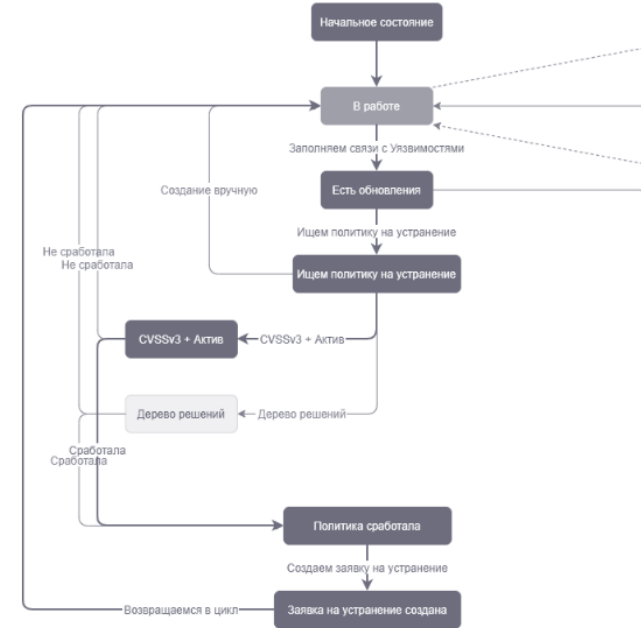 Начальное состояние
В работе
Заполняем связи с Уязвимостями
Создание вручную
Есть обновления
Ищем политику на устранение
Не сработала
Не сработала
Ищем политику на устранение
CVSSv3 + Актив
CVSSv3 + Актив
Дерево решений
Дерево решений
Сработала
Сработала
Политика сработала
Создаем заявку на устранение
Возвращаемся в цикл
Заявка на устранение создана